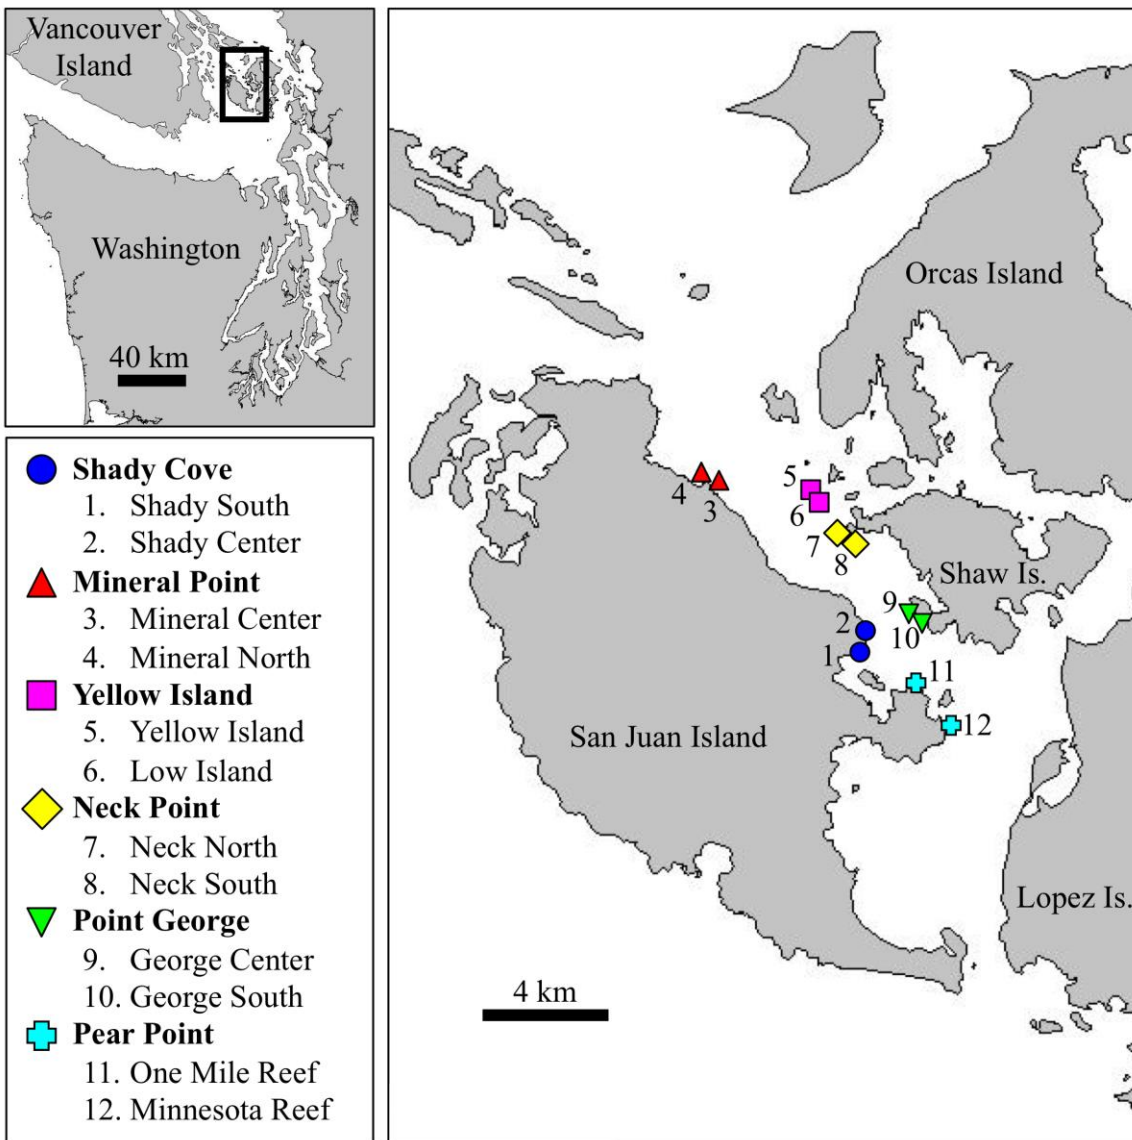 Vancouver
Island
Washington
40 km
Shady Cove
1. Shady South
2. Shady Center
Mineral Point
3. Mineral Center
4. Mineral North
Yellow Island
5. Yellow Island
6. Low Island
Neck Point
7. Neck North
8. Neck South
Point George
9. George Center
10. George South
Pear Point
11. One Mile Reef
12. Minnesota Reef
Orcas Island
5
4
3
6
7
8
Shaw Is.
9
2
10
1
11
12
San Juan Island
Lopez Is.
4 km